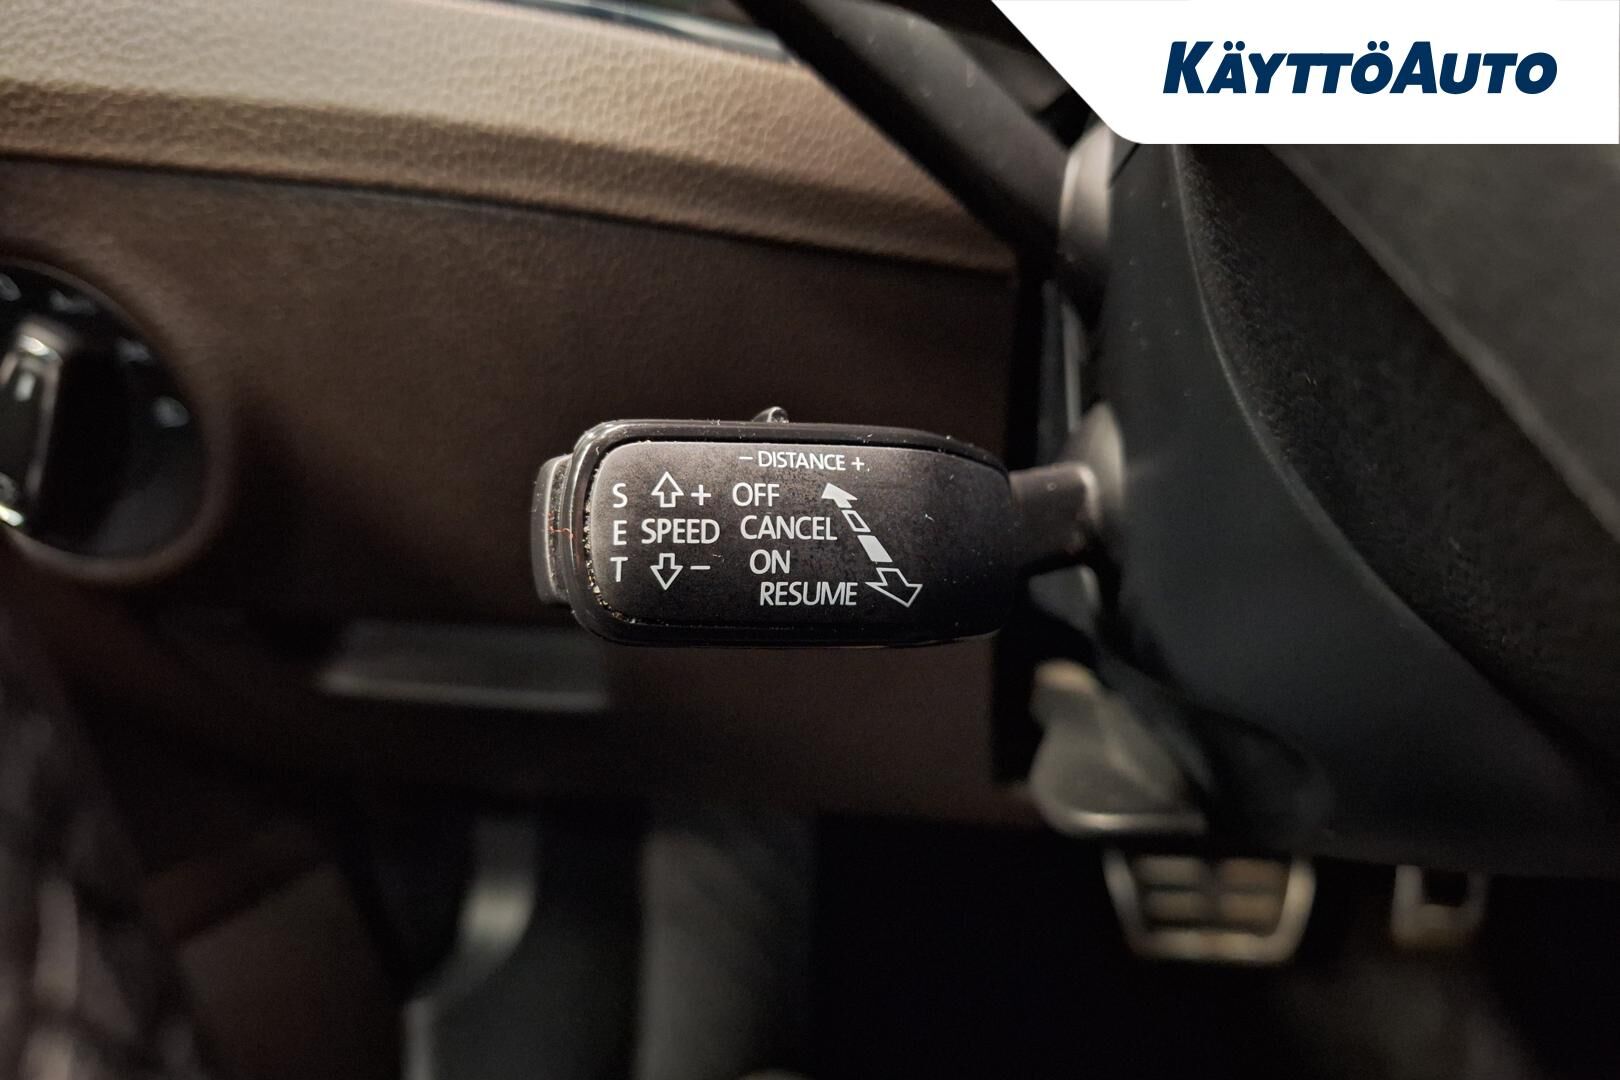 KÄYTTÖAUTO
– DISTANCE +
S + OFF
E SPEED CANCEL
T – ON
RESUME